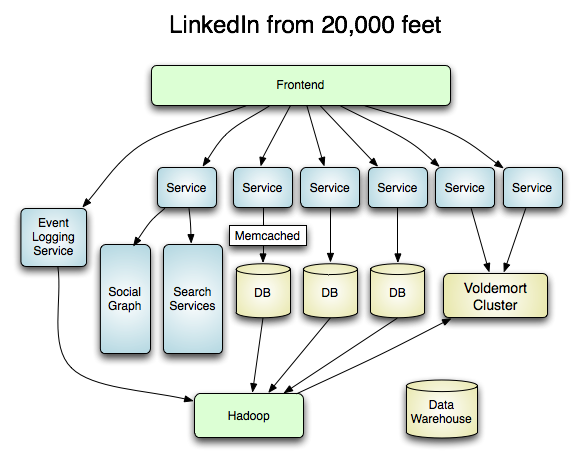 LinkedIn from 20,000 feet
Frontend
Service
Service
Service
Service
Service
Service
Event
Logging
Service
Memcached
Social
Graph
Search
Services
DB
DB
DB
Voldemort
Cluster
Hadoop
Data
Warehouse